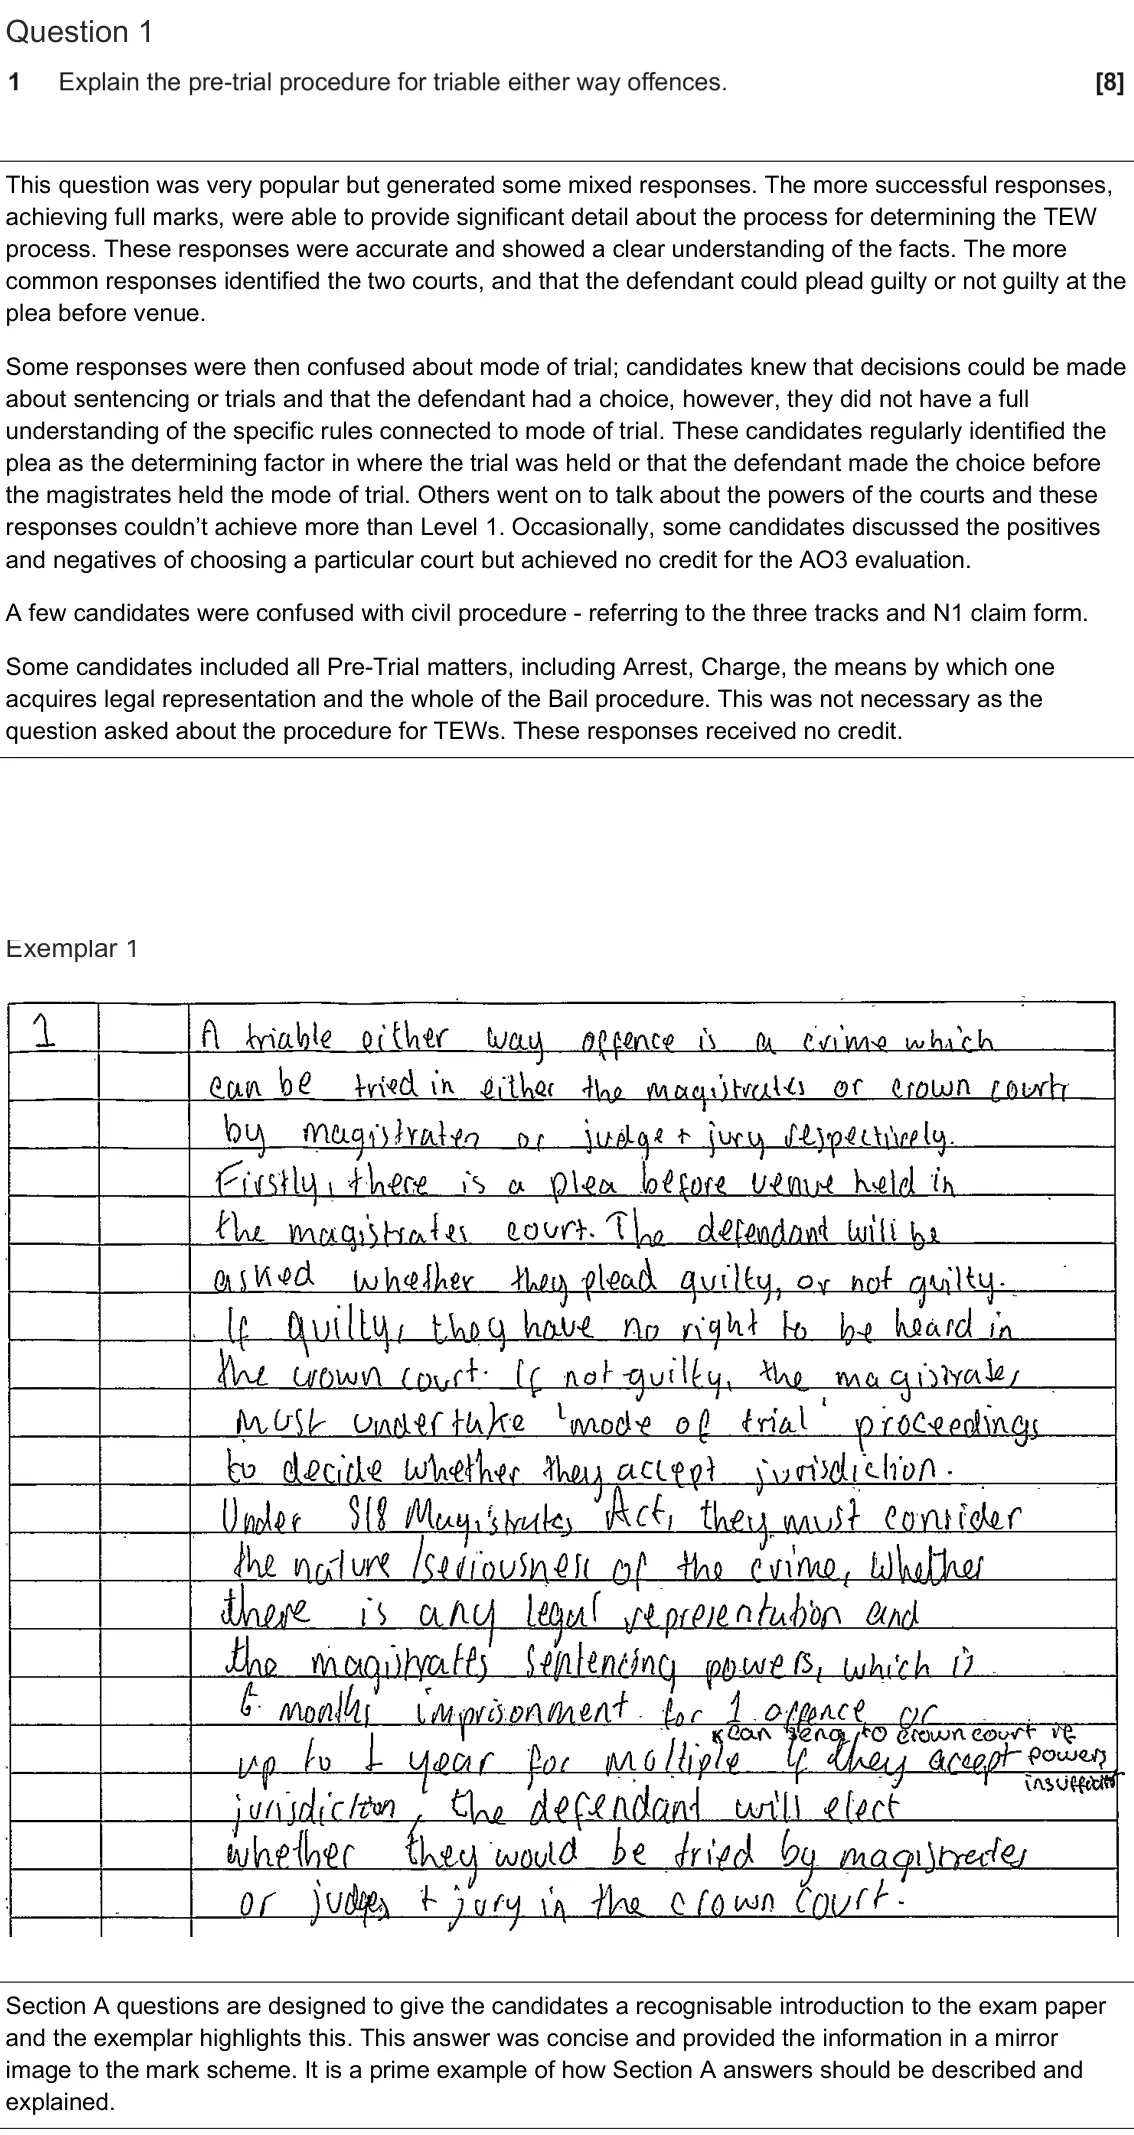 Question 1
1 Explain the pre-trial procedure for triable either way offences. [8]
This question was very popular but generated some mixed responses. The more successful responses,
achieving full marks, were able to provide significant detail about the process for determining the TEW
process. These responses were accurate and showed a clear understanding of the facts. The more
common responses identified the two courts, and that the defendant could plead guilty or not guilty at the
plea before venue.
Some responses were then confused about mode of trial; candidates knew that decisions could be made
about sentencing or trials and that the defendant had a choice, however, they did not have a full
understanding of the specific rules connected to mode of trial. These candidates regularly identified the
plea as the determining factor in where the trial was held or that the defendant made the choice before
the magistrates held the mode of trial. Others went on to talk about the powers of the courts and these
responses couldn't achieve more than Level 1. Occasionally, some candidates discussed the positives
and negatives of choosing a particular court but achieved no credit for the AO3 evaluation.
A few candidates were confused with civil procedure - referring to the three tracks and N1 claim form.
Some candidates included all Pre-Trial matters, including Arrest, Charge, the means by which one
acquires legal representation and the whole of the Bail procedure. This was not necessary as the
question asked about the procedure for TEWs. These responses received no credit.
Exemplar 1
1 A triable either way offence is a crime which
can be tried in either the magistrates or crown court,
by magistrates or judge + jury respectively.
Firstly, there is a plea before venue held in
the magistrates court. The defendant will be
asked whether they plead guilty, or not guilty.
If guilty, they have no right to be heard in
the crown court. If not guilty, the magistrates
must undertake 'mode of trial' proceedings
to decide whether they accept jurisdiction.
Under S18 Magistrates Act, they must consider
the nature/seriousness of the crime, whether
there is any legal representation and
the magistrates sentencing powers, which is
6 months imprisonment for 1 offence or
can send to crown court if
up to 1 year for multiple If they accept powers
insufficient
jurisdiction, the defendant will elect
whether they would be tried by magistrates
or judges + jury in the crown court.
Section A questions are designed to give the candidates a recognisable introduction to the exam paper
and the exemplar highlights this. This answer was concise and provided the information in a mirror
image to the mark scheme. It is a prime example of how Section A answers should be described and
explained.